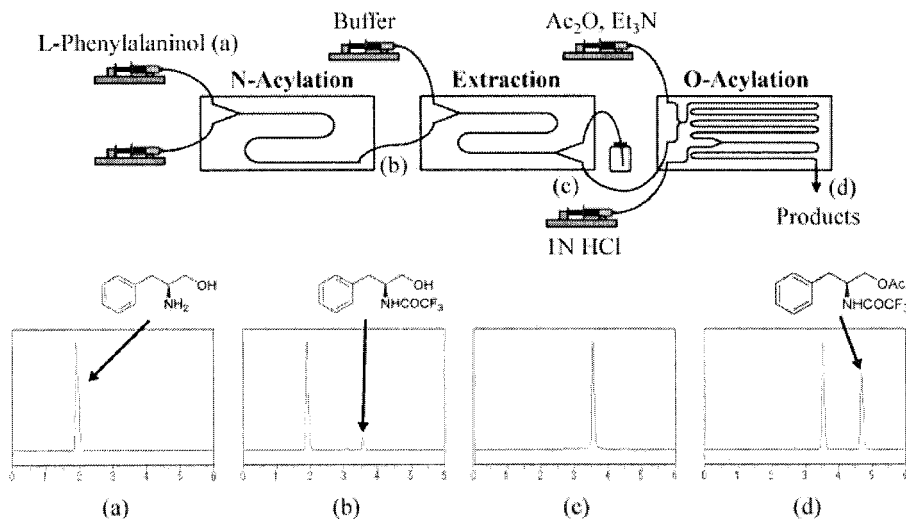 Buffer
Ac2O, Et3N
L-Phenylalaninol (a)
N-Acylation
Extraction
O-Acylation
(b)
(c)
(d)
Products
1N HCl
OH
NH2
OH
NHCOCF3
OAc
NHCOCF3
0 1 2 3 4 5 6
0 1 2 3 4 5 6
0 1 2 3 4 5 6
0 1 2 3 4 5 6
(a)
(b)
(c)
(d)